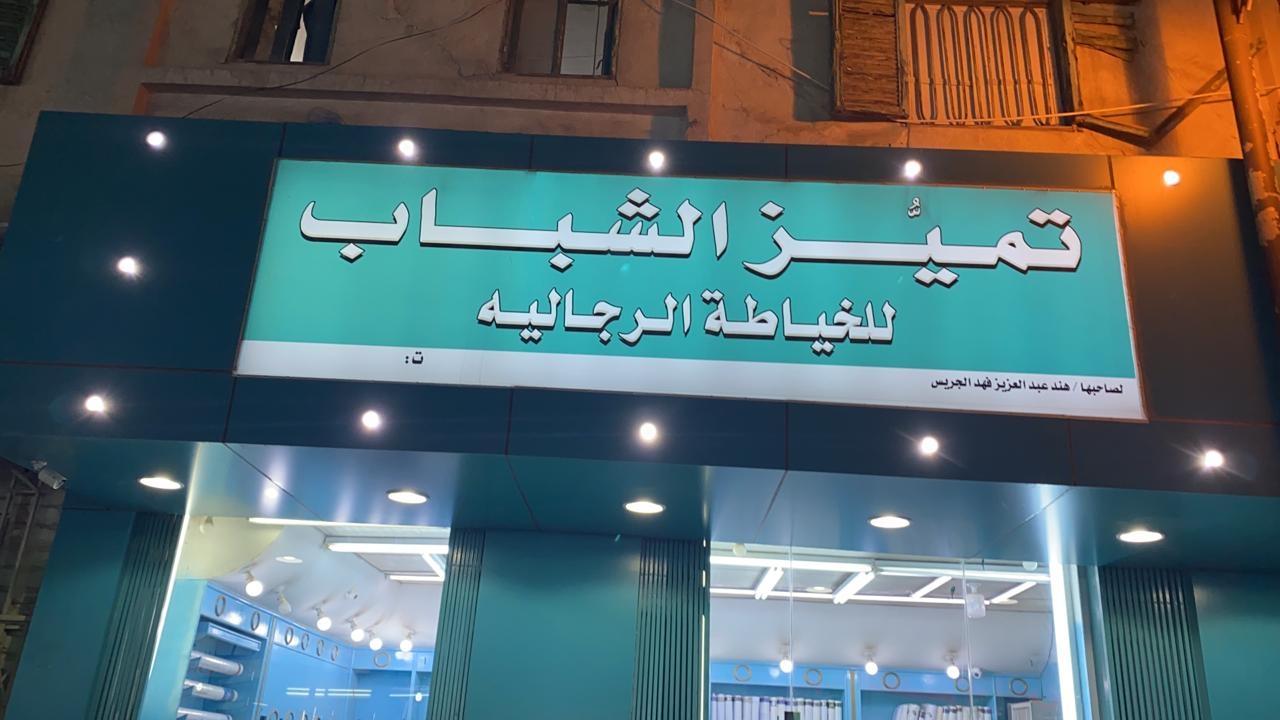 تميُّز الشباب
للخياطة الرجاليه
لصاحبها / هند عبد العزيز فهد الجريس
ت :